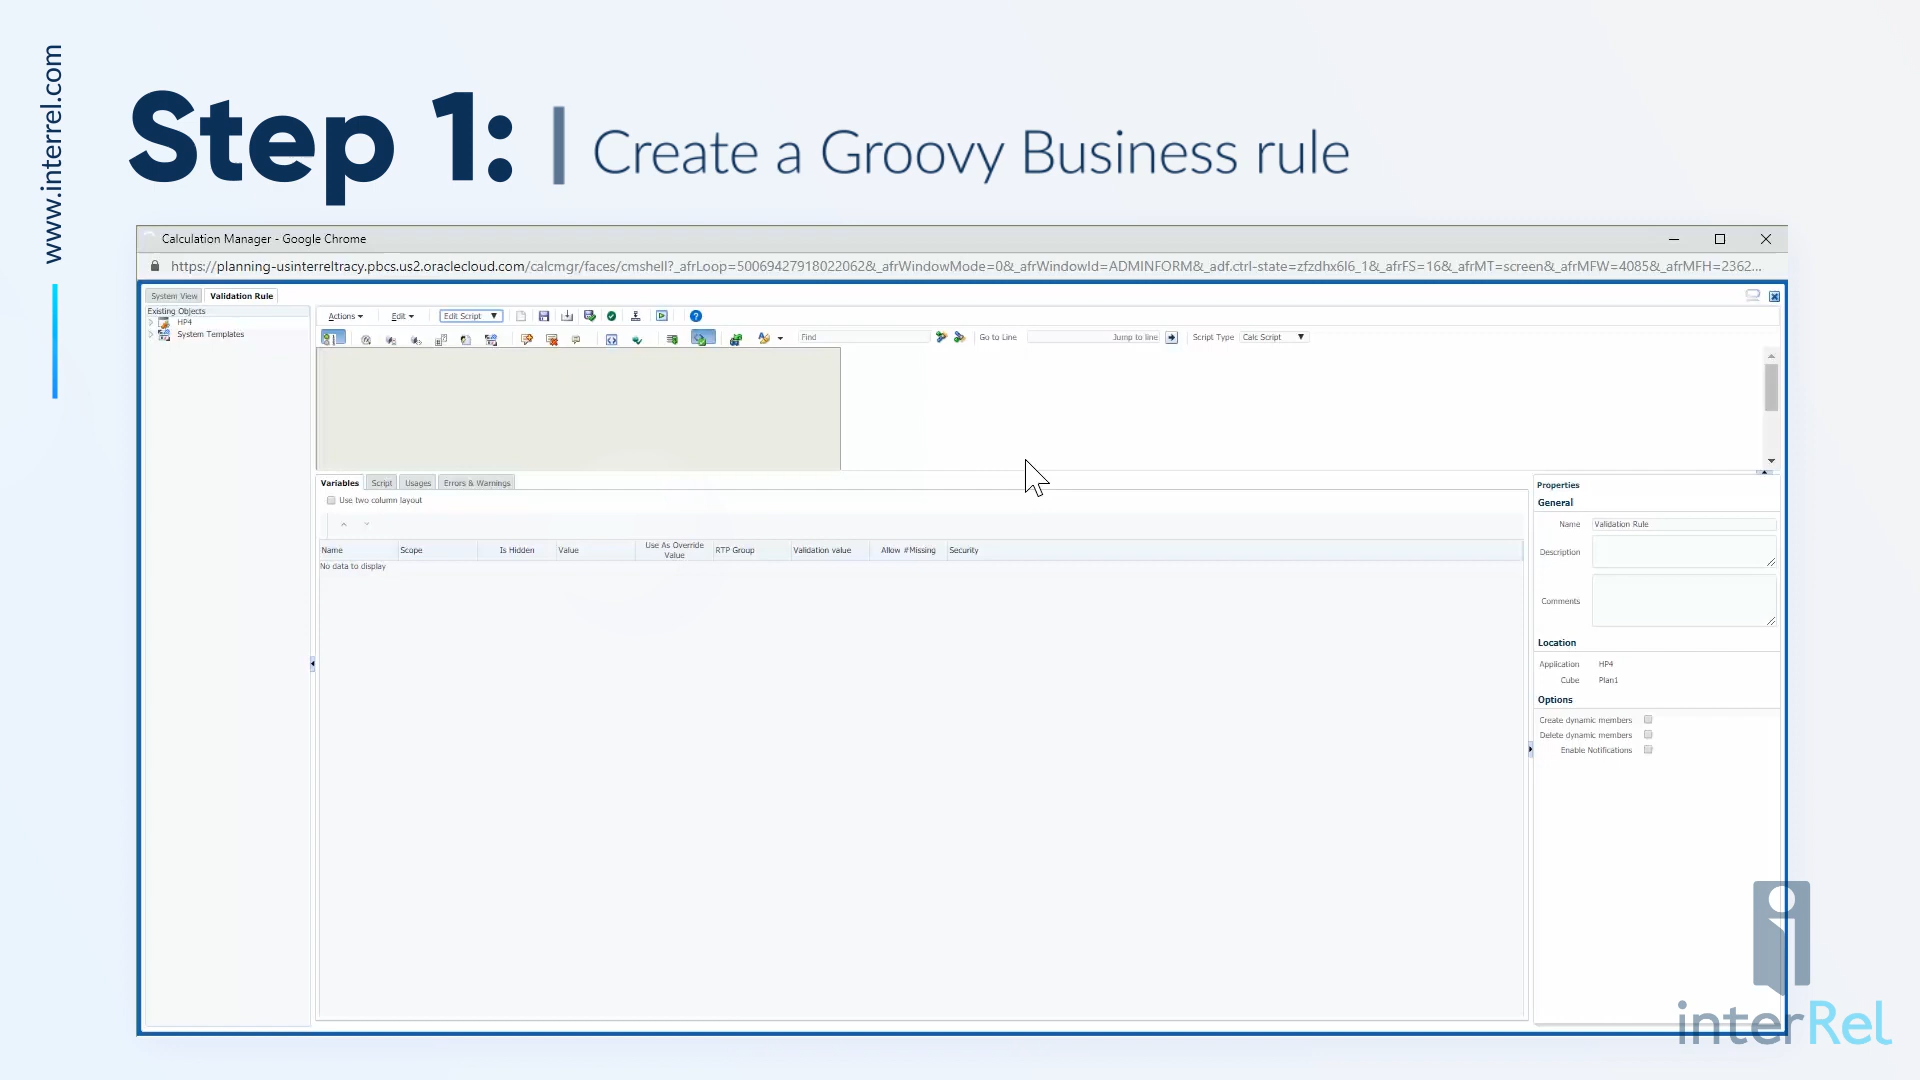 www.interrel.com
Step 1: Create a Groovy Business rule
Calculation Manager - Google Chrome
https://planning-usinterreltracy.pbcs.us2.oraclecloud.com/calcmgr/faces/cmshell?_afrLoop=50069427918022062&_afrWindowMode=0&_afrWindowId=ADMINFORM&_adf.ctrl-state=zfzdhx6l6_1&_afrFS=16&_afrMT=screen&_afrMFW=4085&_afrMFH=2362...
System View Validation Rule
Existing Objects
HP4
System Templates
Actions Edit Edit Script
Find Go to Line Jump to line Script Type Calc Script
Variables Script Usages Errors & Warnings
Use two column layout
Name Scope Is Hidden Value Use As Override Value RTP Group Validation value Allow #Missing Security
No data to display
Properties
General
Name Validation Rule
Description
Comments
Location
Application HP4
Cube Plan1
Options
Create dynamic members
Delete dynamic members
Enable Notifications
interRel